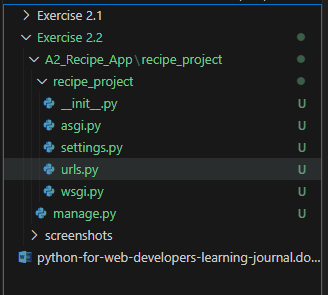 Exercise 2.1
Exercise 2.2
A2_Recipe_App\recipe_project
recipe_project
__init__.py U
asgi.py U
settings.py U
urls.py U
wsgi.py U
manage.py U
screenshots
python-for-web-developers-learning-journal.do...